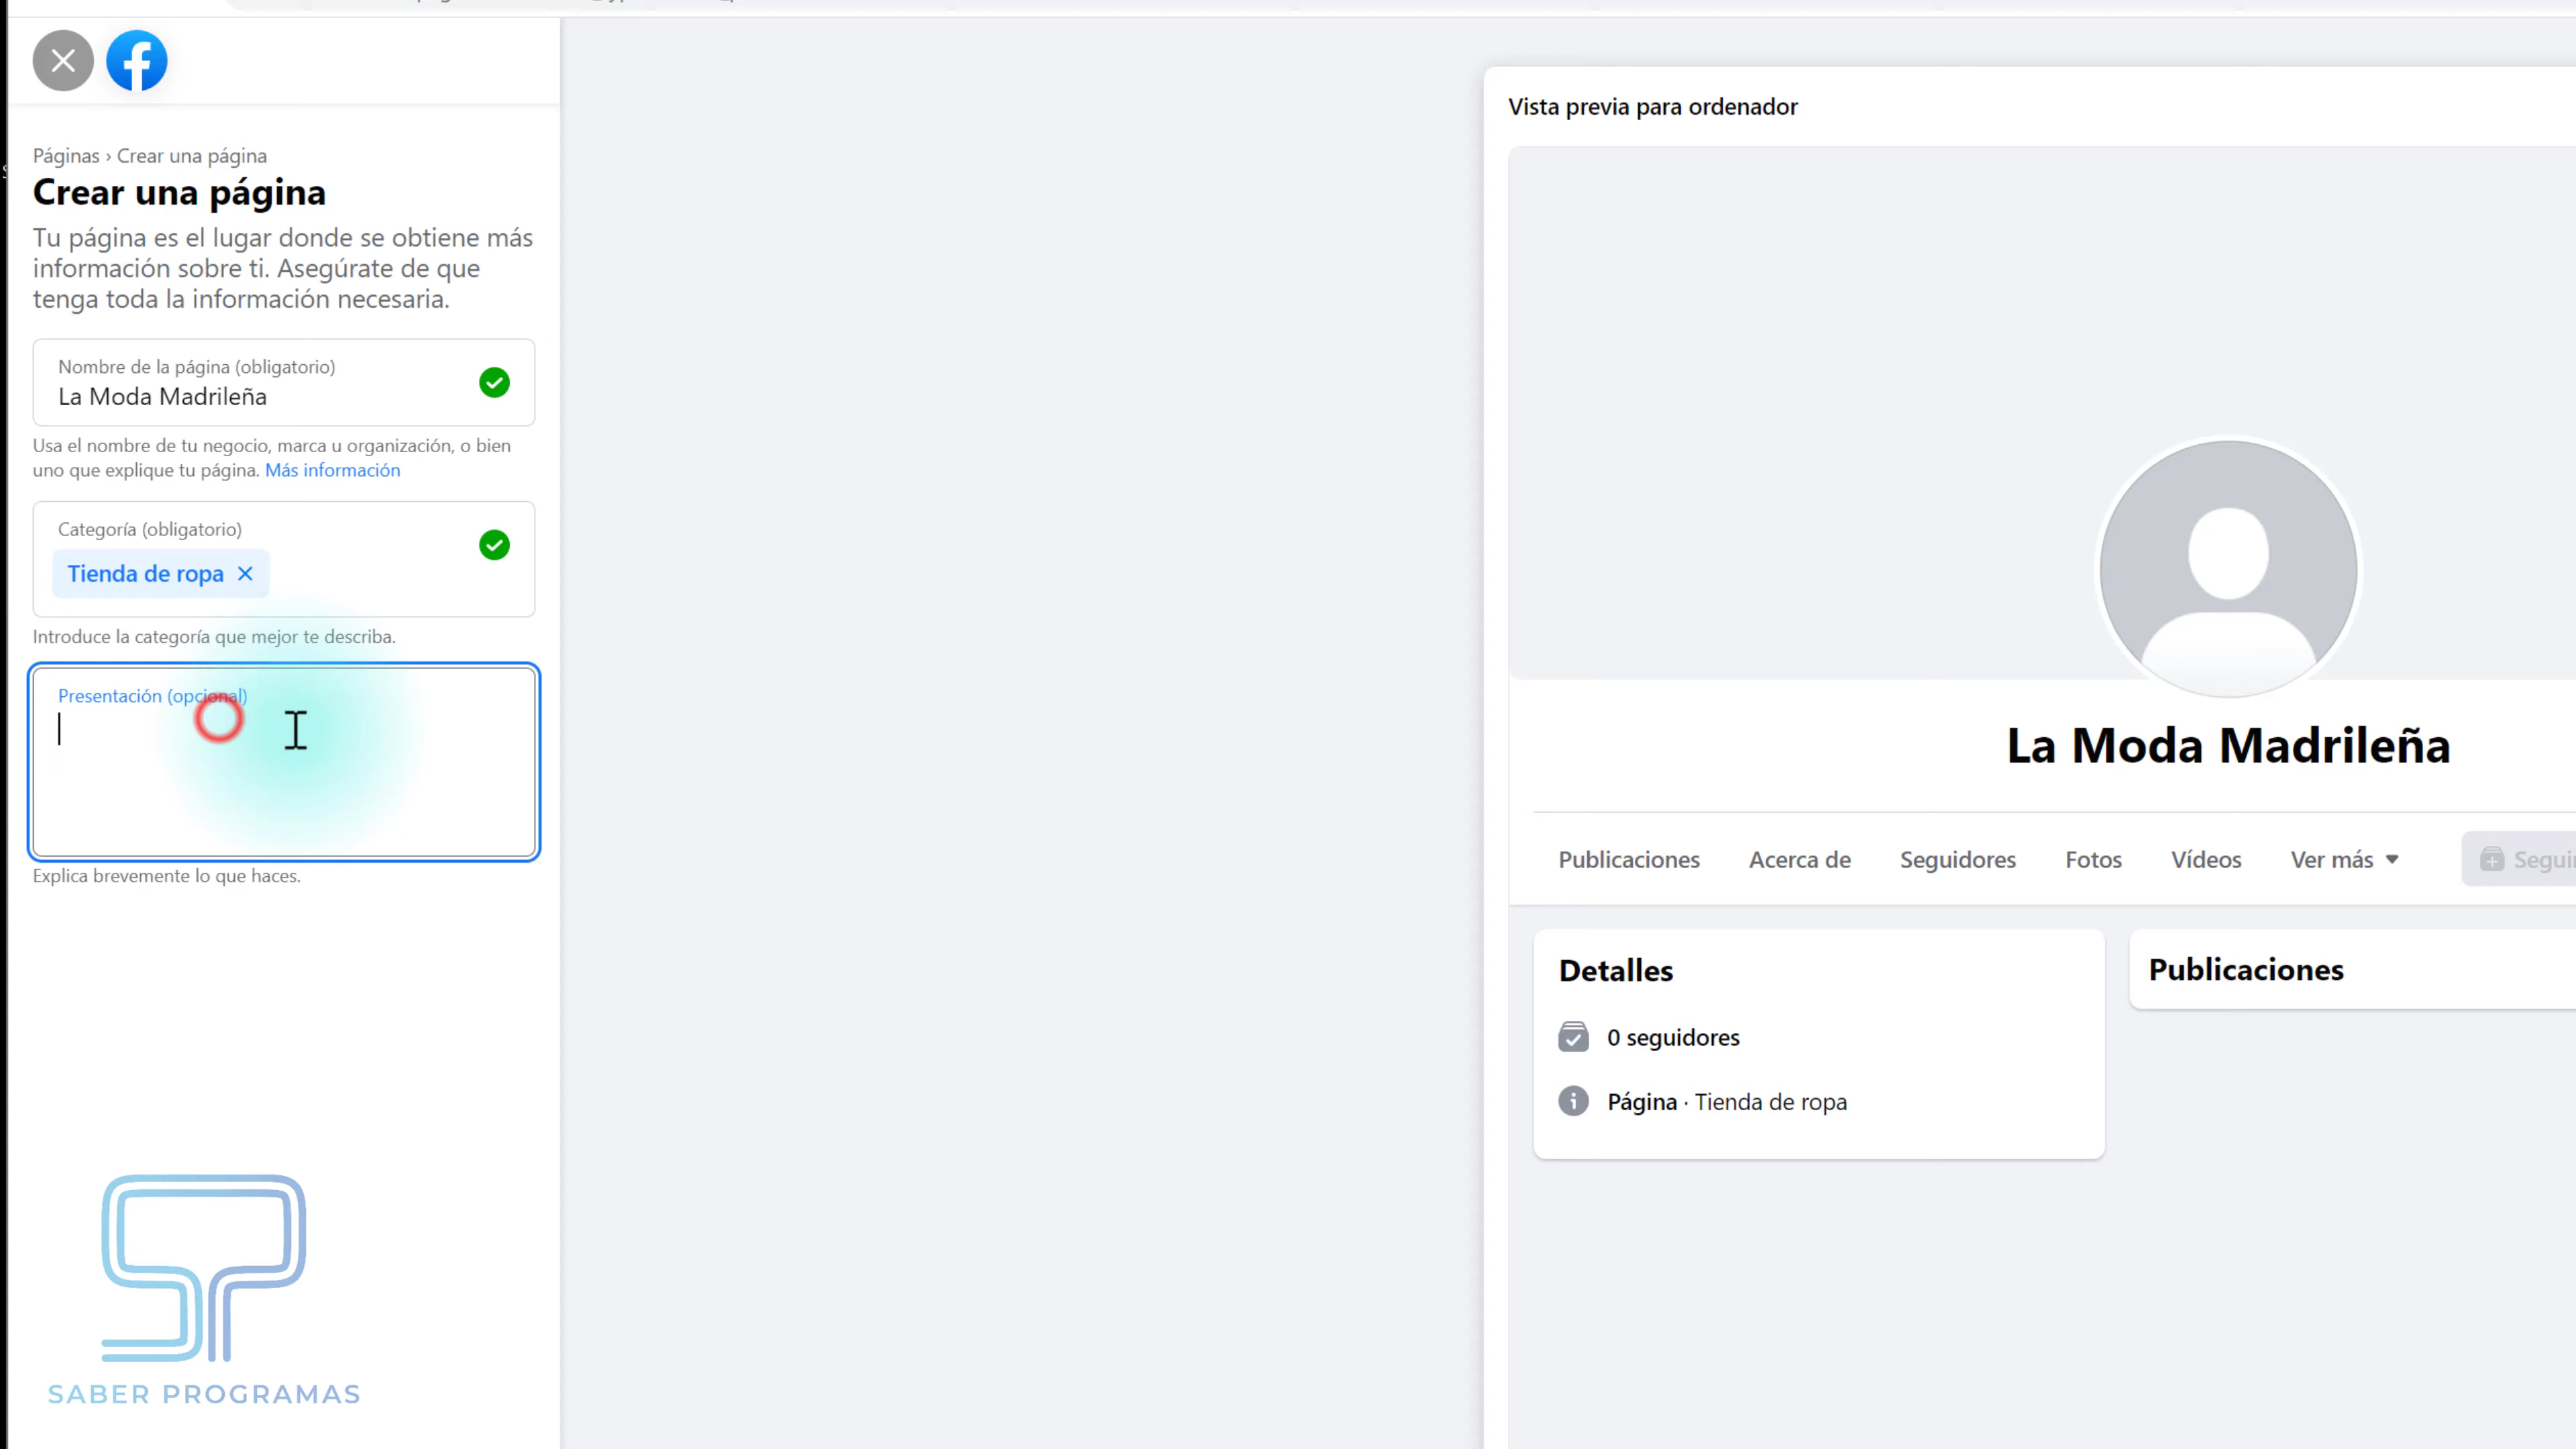 Páginas › Crear una página
Crear una página
Tu página es el lugar donde se obtiene más
información sobre ti. Asegúrate de que
tenga toda la información necesaria.
Nombre de la página (obligatorio)
La Moda Madrileña
Usa el nombre de tu negocio, marca u organización, o bien
uno que explique tu página. Más información
Categoría (obligatorio)
Tienda de ropa
Introduce la categoría que mejor te describa.
Presentación (opcional)
Explica brevemente lo que haces.
SABER PROGRAMAS
Vista previa para ordenador
La Moda Madrileña
Publicaciones Acerca de Seguidores Fotos Vídeos Ver más
Detalles
0 seguidores
Página · Tienda de ropa
Publicaciones